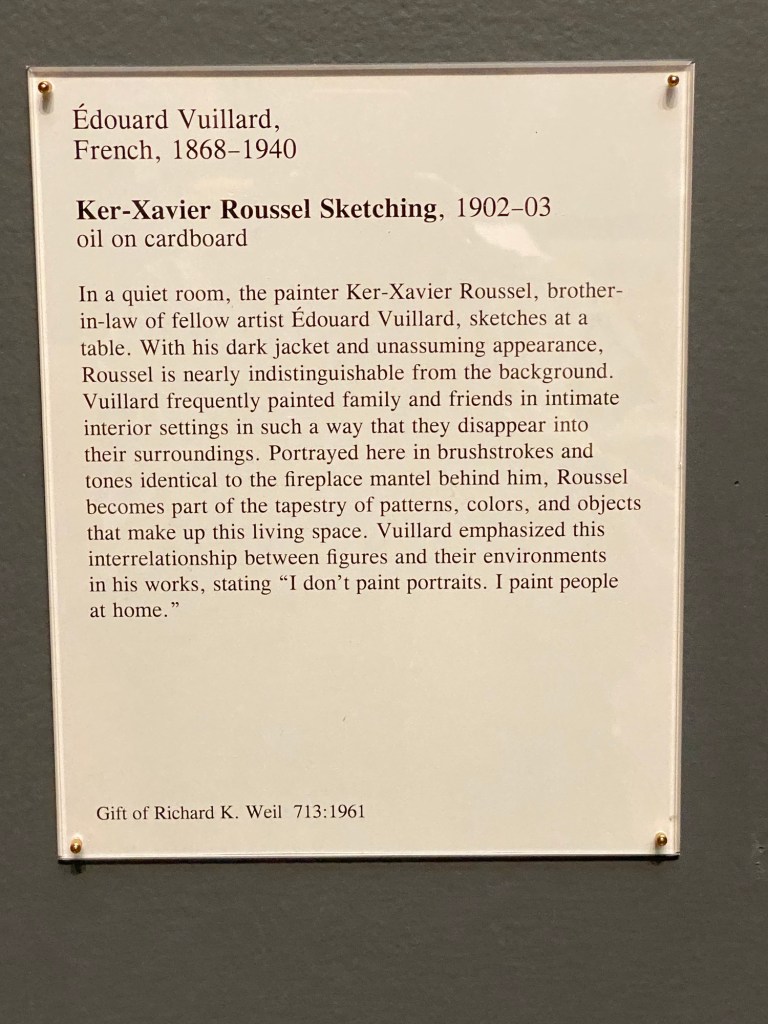 Édouard Vuillard,
French, 1868–1940
Ker-Xavier Roussel Sketching, 1902–03
oil on cardboard
In a quiet room, the painter Ker-Xavier Roussel, brother-
in-law of fellow artist Édouard Vuillard, sketches at a
table. With his dark jacket and unassuming appearance,
Roussel is nearly indistinguishable from the background.
Vuillard frequently painted family and friends in intimate
interior settings in such a way that they disappear into
their surroundings. Portrayed here in brushstrokes and
tones identical to the fireplace mantel behind him, Roussel
becomes part of the tapestry of patterns, colors, and objects
that make up this living space. Vuillard emphasized this
interrelationship between figures and their environments
in his works, stating “I don’t paint portraits. I paint people
at home.”
Gift of Richard K. Weil 713:1961